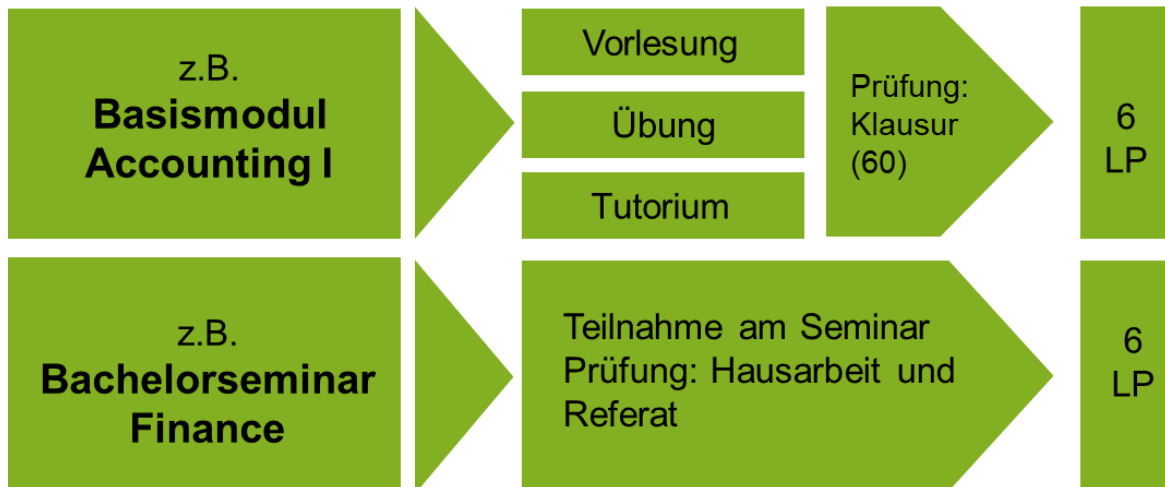 z.B.
Basismodul
Accounting I
Vorlesung
Übung
Tutorium
Prüfung:
Klausur
(60)
6
LP
z.B.
Bachelorseminar
Finance
Teilnahme am Seminar
Prüfung: Hausarbeit und
Referat
6
LP